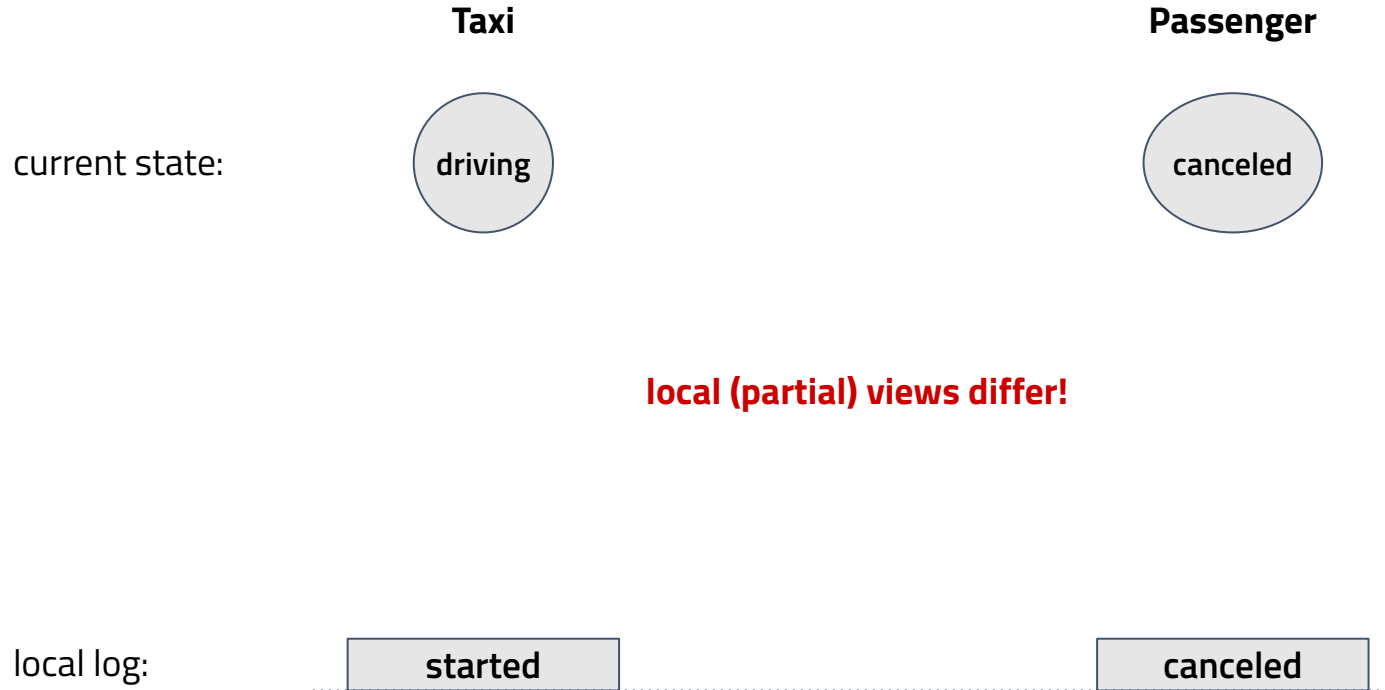 Taxi Passenger
current state: driving canceled
local (partial) views differ!
local log: started canceled